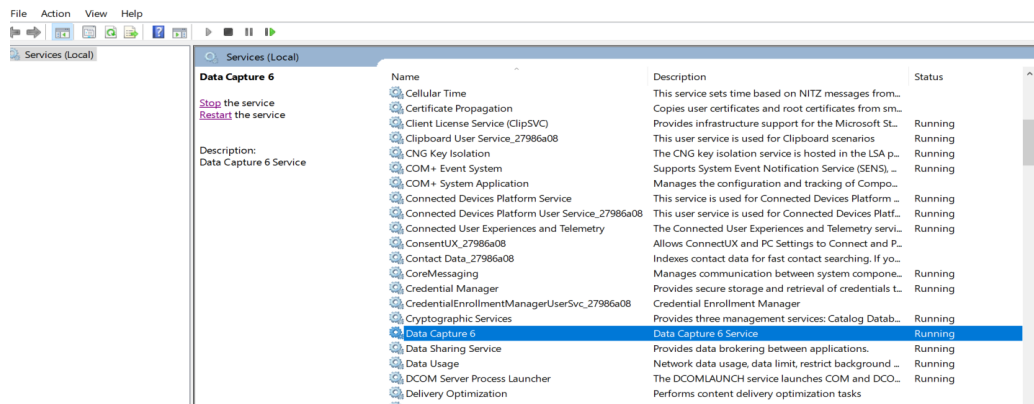 File Action View Help
Services (Local)
Services (Local)
Data Capture 6
Stop the service
Restart the service
Description:
Data Capture 6 Service
Name Description Status
Cellular Time This service sets time based on NITZ messages from...
Certificate Propagation Copies user certificates and root certificates from sm...
Client License Service (ClipSVC) Provides infrastructure support for the Microsoft St... Running
Clipboard User Service_27986a08 This user service is used for Clipboard scenarios Running
CNG Key Isolation The CNG key isolation service is hosted in the LSA p... Running
COM+ Event System Supports System Event Notification Service (SENS), ... Running
COM+ System Application Manages the configuration and tracking of Compo...
Connected Devices Platform Service This service is used for Connected Devices Platform ... Running
Connected Devices Platform User Service_27986a08 This user service is used for Connected Devices Platf... Running
Connected User Experiences and Telemetry The Connected User Experiences and Telemetry servi... Running
ConsentUX_27986a08 Allows ConnectUX and PC Settings to Connect and P...
Contact Data_27986a08 Indexes contact data for fast contact searching. If yo...
CoreMessaging Manages communication between system compone... Running
Credential Manager Provides secure storage and retrieval of credentials t... Running
CredentialEnrollmentManagerUserSvc_27986a08 Credential Enrollment Manager
Cryptographic Services Provides three management services: Catalog Datab... Running
Data Capture 6 Data Capture 6 Service Running
Data Sharing Service Provides data brokering between applications. Running
Data Usage Network data usage, data limit, restrict background ... Running
DCOM Server Process Launcher The DCOMLAUNCH service launches COM and DCO... Running
Delivery Optimization Performs content delivery optimization tasks